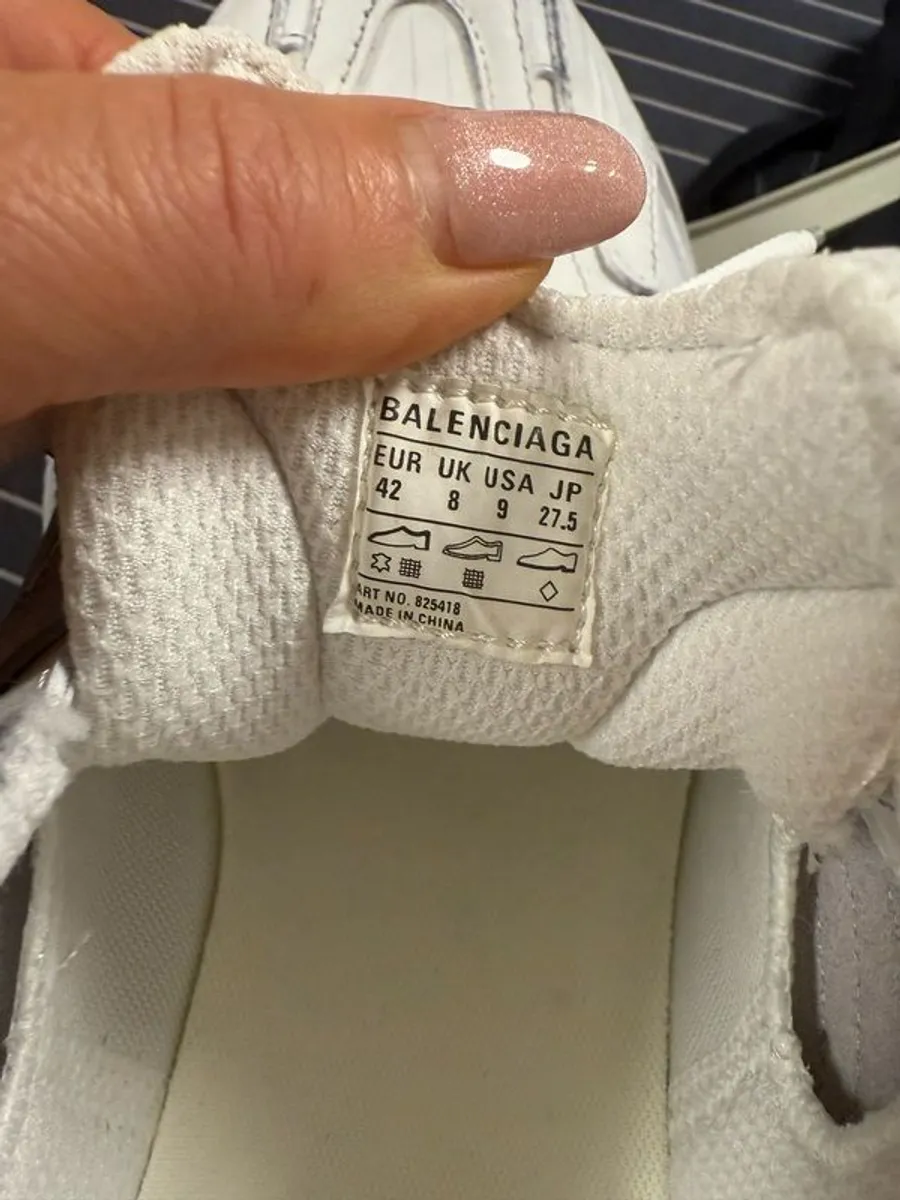 BALENCIAGA
EUR UK USA JP
42 8 9 27.5
ART NO. 825418
MADE IN CHINA